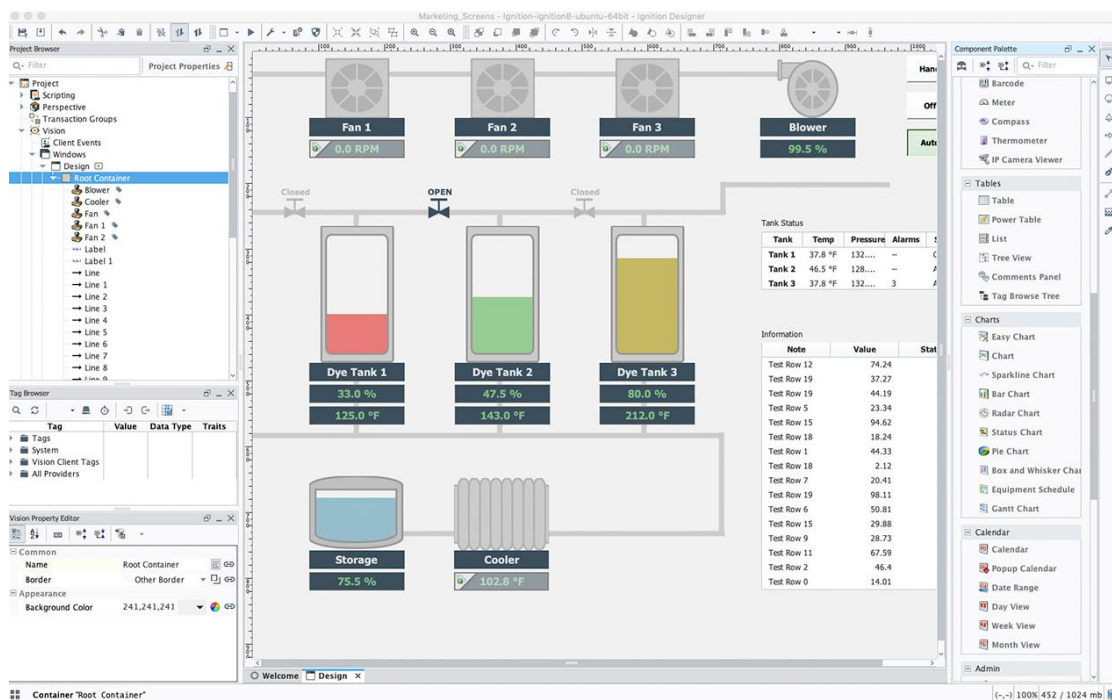 Marketing_Screens - Ignition-ignition8-ubuntu-64bit - Ignition Designer
Project Browser
Filter
Project Properties
Project
Scripting
Perspective
Transaction Groups
Vision
Client Events
Windows
Design
Root Container
Blower
Cooler
Fan
Fan 1
Fan 2
Label
Label 1
Line
Line 1
Line 2
Line 3
Line 4
Line 5
Line 6
Line 7
Line 8
Line 9
Tag Browser
Tag Value Data Type Traits
Tags
System
Vision Client Tags
All Providers
Vision Property Editor
Common
Name Root Container
Border Other Border
Appearance
Background Color 241,241,241
Fan 1 Fan 2 Fan 3 Blower
0.0 RPM 0.0 RPM 0.0 RPM 99.5 %
Han
Off
Aut
Closed OPEN Closed
Dye Tank 1 Dye Tank 2 Dye Tank 3
33.0 % 47.5 % 80.0 %
125.0 °F 143.0 °F 212.0 °F
Storage Cooler
75.5 % 102.8 °F
Tank Status
Tank Temp Pressure Alarms S
Tank 1 37.8 °F 132.... --
Tank 2 46.5 °F 128.... -- A
Tank 3 37.8 °F 132.... 3 A
Information
Note Value Stat
Test Row 12 74.24
Test Row 19 37.27
Test Row 19 44.19
Test Row 5 23.34
Test Row 15 94.62
Test Row 18 18.24
Test Row 1 44.33
Test Row 18 2.12
Test Row 7 20.41
Test Row 19 98.11
Test Row 6 50.81
Test Row 15 29.88
Test Row 9 28.73
Test Row 11 67.59
Test Row 2 46.4
Test Row 0 14.01
Welcome Design
Component Palette
Filter
Barcode
Meter
Compass
Thermometer
IP Camera Viewer
Tables
Table
Power Table
List
Tree View
Comments Panel
Tag Browse Tree
Charts
Easy Chart
Chart
Sparkline Chart
Bar Chart
Radar Chart
Status Chart
Pie Chart
Box and Whisker Char
Equipment Schedule
Gantt Chart
Calendar
Calendar
Popup Calendar
Date Range
Day View
Week View
Month View
Admin
Container "Root Container"
(-,-) 100% 452 / 1024 mb